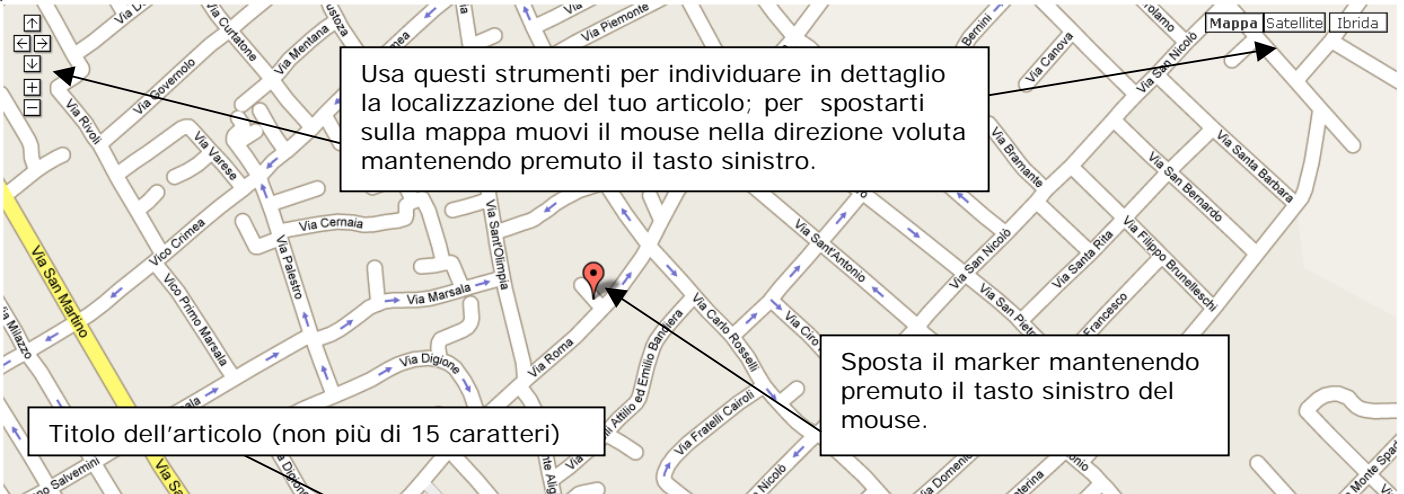 Via Curtatone
Via Mentana
Via Piemonte
Bernini
Via Canova
Via San Nicolò
Mappa Satellite Ibrida
Usa questi strumenti per individuare in dettaglio
la localizzazione del tuo articolo; per spostarti
sulla mappa muovi il mouse nella direzione voluta
mantenendo premuto il tasto sinistro.
Via Governolo
Via Rivoli
Via Varese
Via Bramante
Via Santa Barbara
Via San Bernardo
Via Cernaia
Vico Crimea
Via Sant'Olimpia
Via Palestro
Via Sant'Antonio
Via San Nicolò
Via Santa Rita
Via Filippo Brunelleschi
Via San Martino
Vico Primo Marsala
Via Marsala
Via Carlo Rosselli
Via Ciro
Via San Pietro
Francesco
Milazzo
Via Digione
Via Roma
Attilio ed Emilio Bandiera
Via Fratelli Cairoli
Sposta il marker mantenendo
premuto il tasto sinistro del
mouse.
Titolo dell'articolo (non più di 15 caratteri)
Salvemini
Nicolò
Via Domenico
Monte